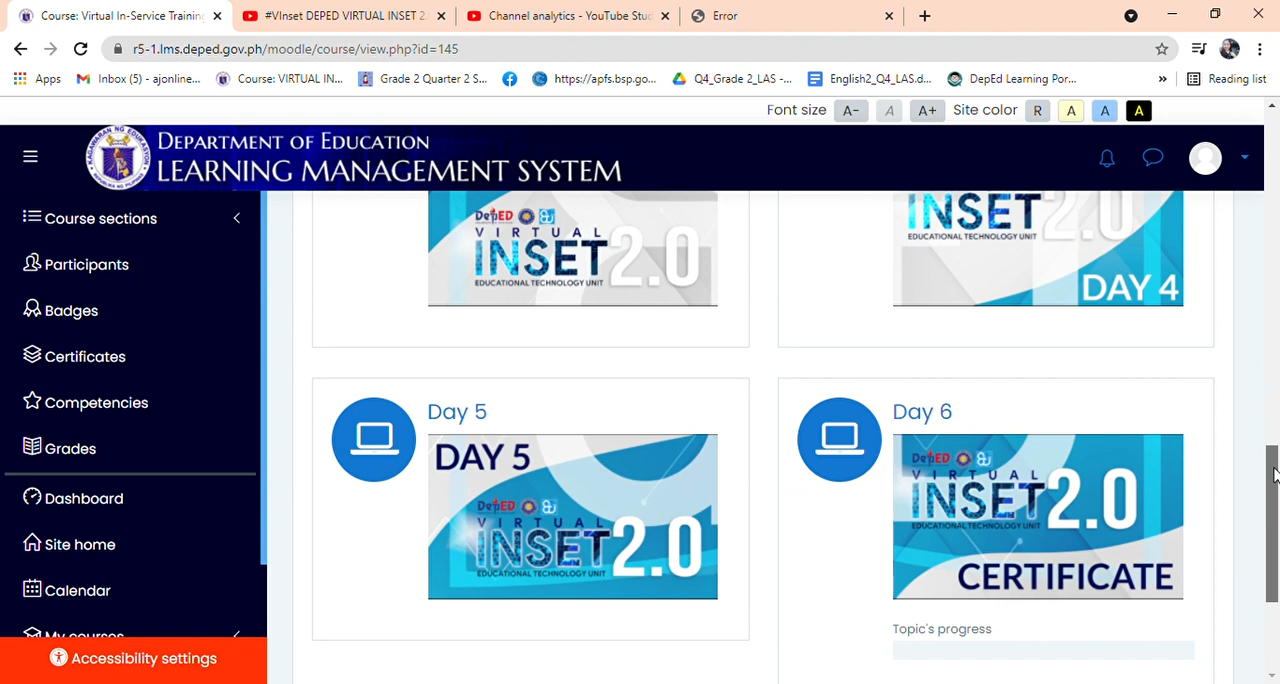 Course: Virtual In-Service Training
#VInset DEPED VIRTUAL INSET 2.
Channel analytics - YouTube Stud
Error
r5-1.lms.deped.gov.ph/moodle/course/view.php?id=145
Apps
Inbox (5) - ajonline...
Course: VIRTUAL IN...
Grade 2 Quarter 2 S...
https://apfs.bsp.go...
Q4_Grade 2_LAS -...
English2_Q4_LAS.d...
DepEd Learning Por...
»
Reading list
Font size A- A A+ Site color R A A A
DEPARTMENT OF EDUCATION
LEARNING MANAGEMENT SYSTEM
Course sections
Participants
Badges
Certificates
Competencies
Grades
Dashboard
Site home
Calendar
My courses
Accessibility settings
DepED
VIRTUAL
INSET 2.0
EDUCATIONAL TECHNOLOGY UNIT
INSET 2.0
EDUCATIONAL TECHNOLOGY UNIT
DAY 4
Day 5
DAY 5
DepED
VIRTUAL
INSET 2.0
EDUCATIONAL TECHNOLOGY UNIT
Day 6
DepED
VIRTUAL
INSET 2.0
EDUCATIONAL TECHNOLOGY UNIT
CERTIFICATE
Topic's progress